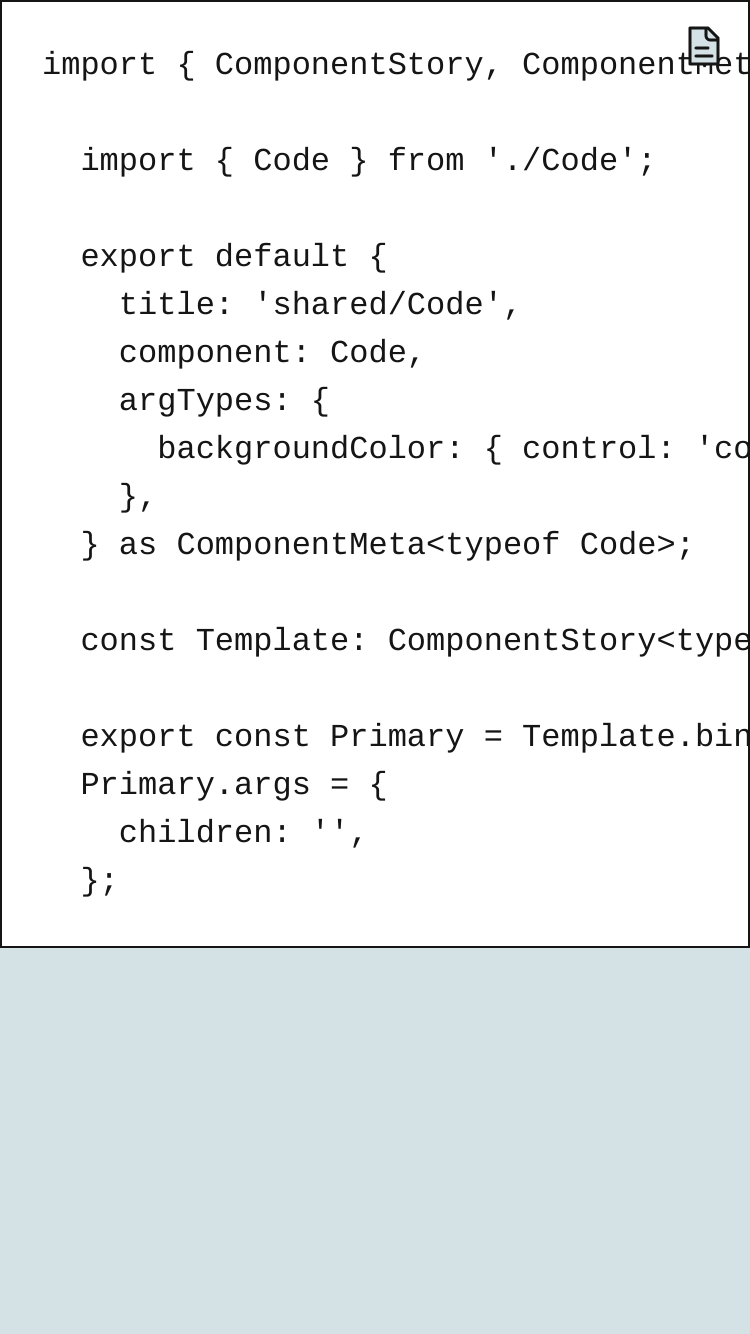 import { ComponentStory, ComponentMet
import { Code } from './Code';
export default {
title: 'shared/Code',
component: Code,
argTypes: {
backgroundColor: { control: 'co
},
} as ComponentMeta<typeof Code>;
const Template: ComponentStory<type
export const Primary = Template.bin
Primary.args = {
children: '',
};